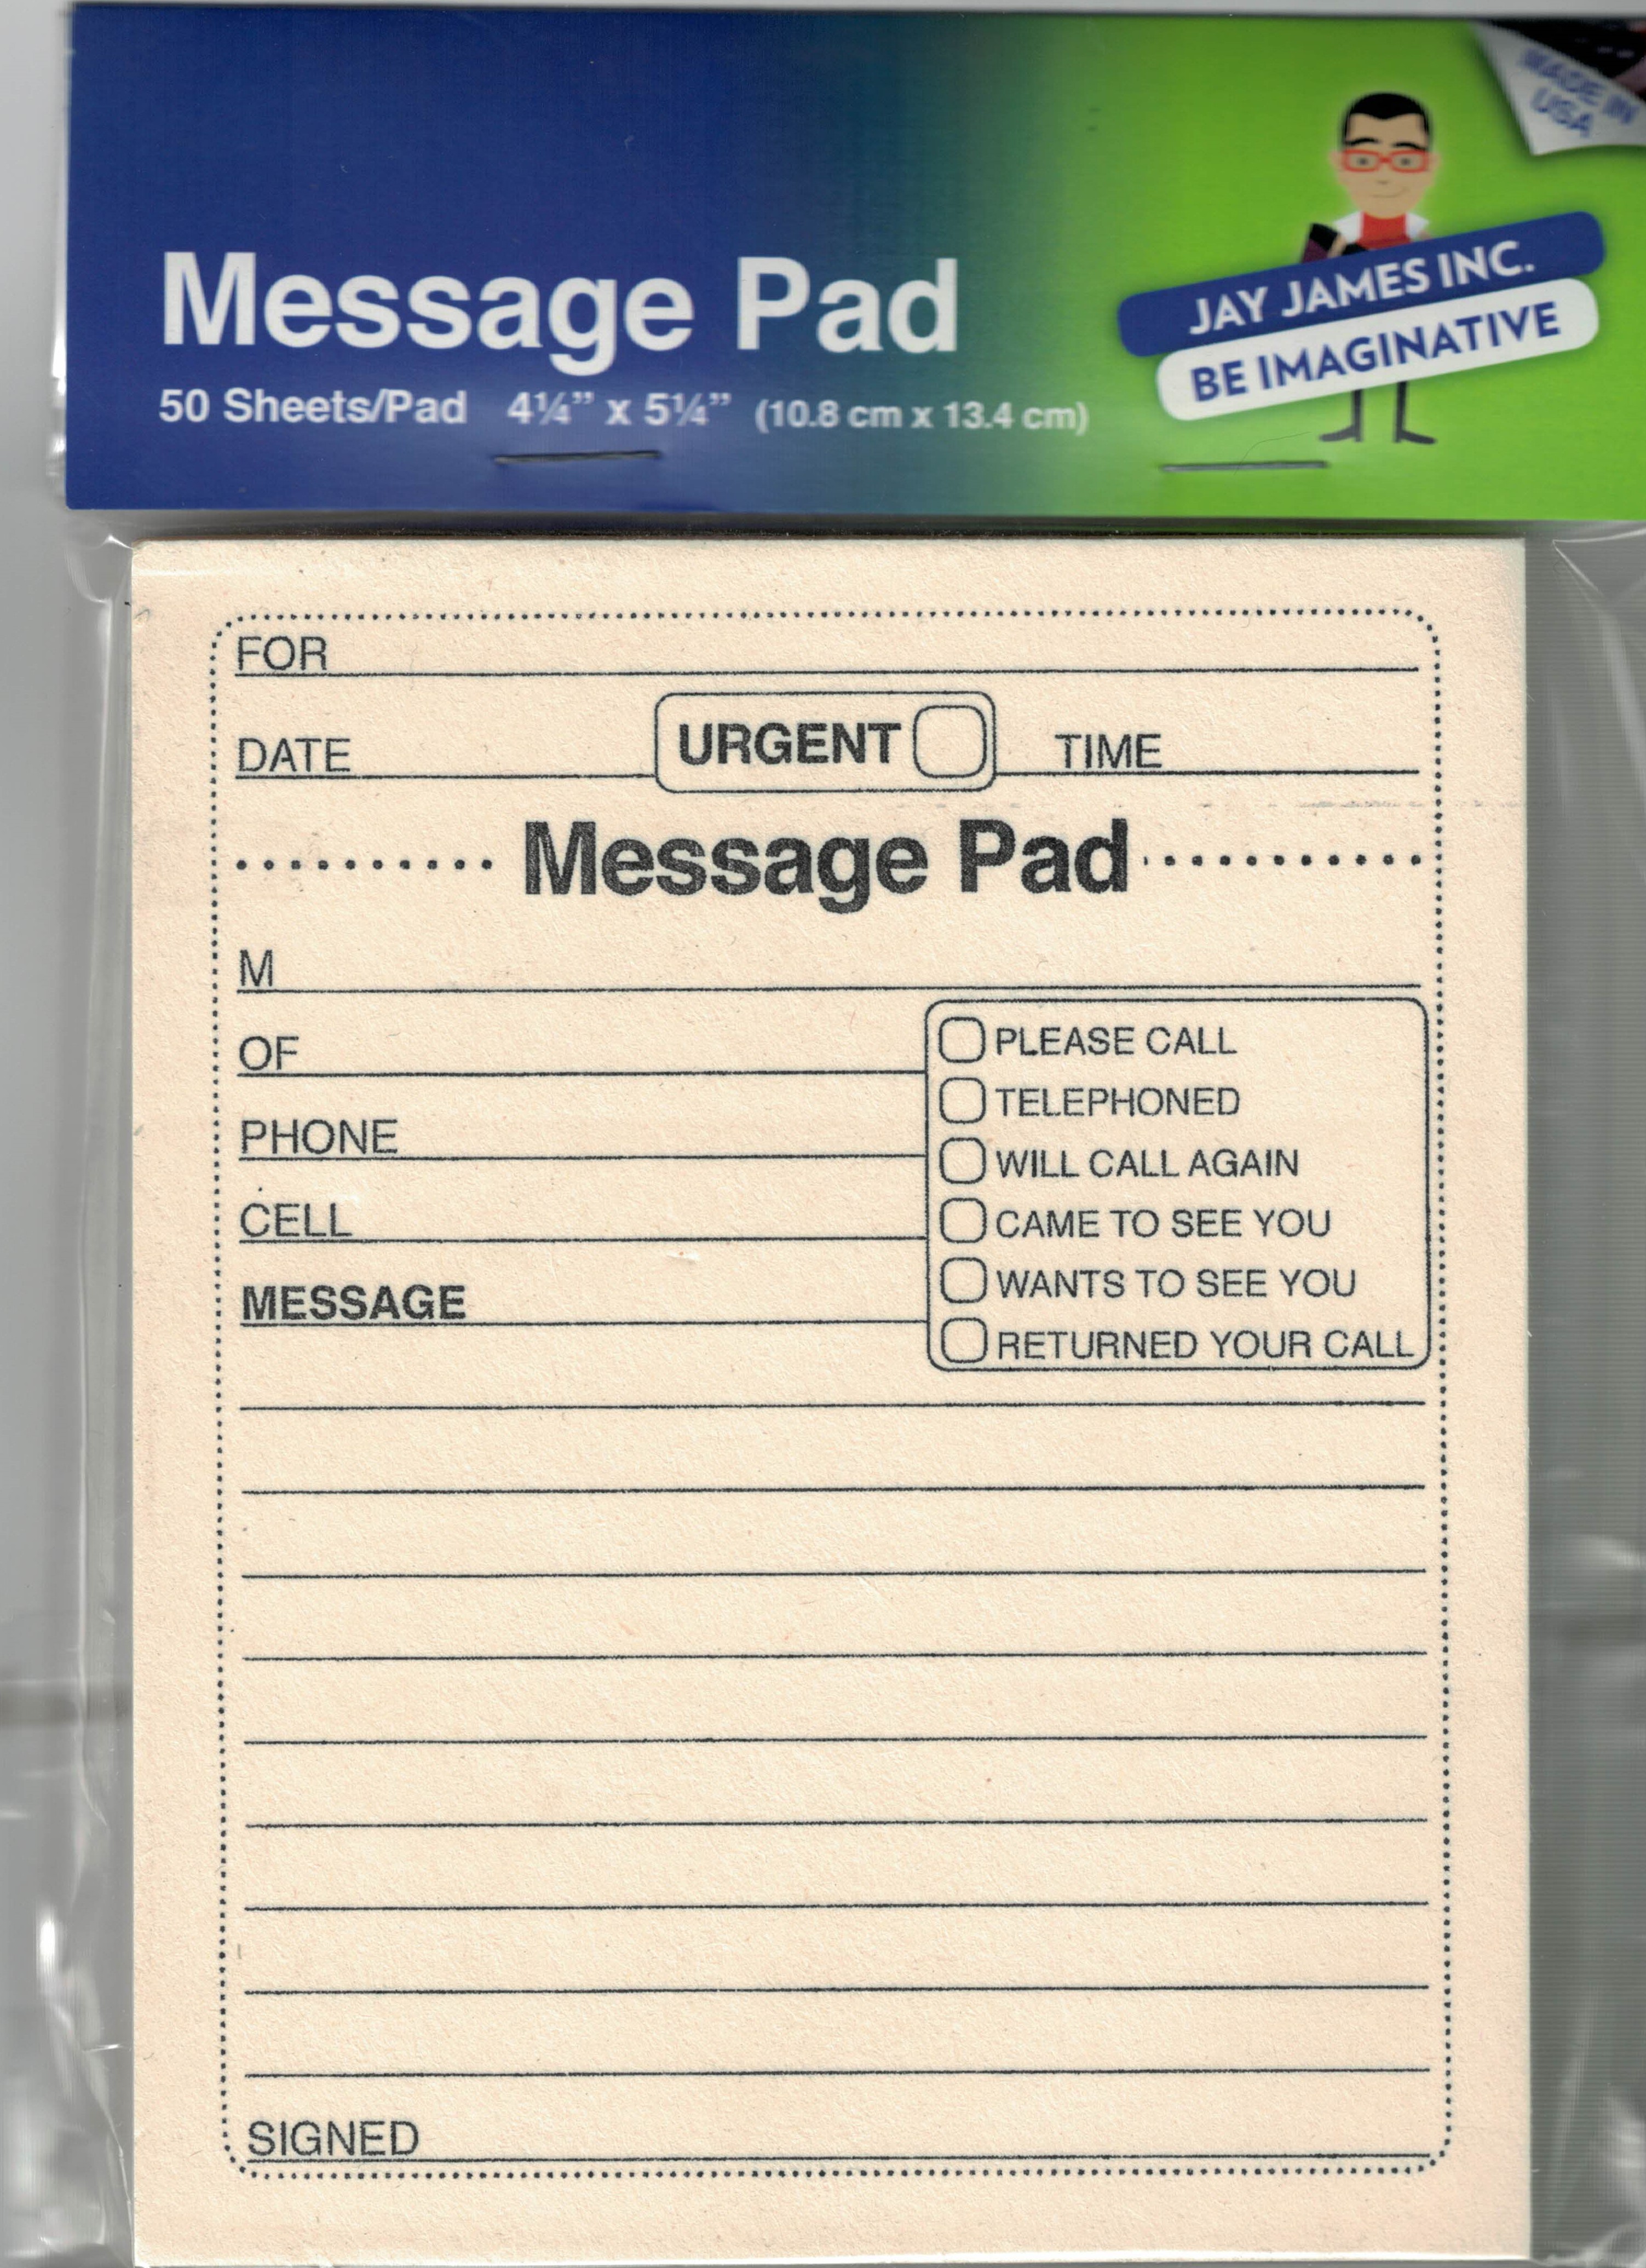 MADE IN
USA
JAY JAMES INC.
BE IMAGINATIVE
Message Pad
50 Sheets/Pad 4¼” x 5¼” (10.8 cm x 13.4 cm)
FOR
DATE URGENT TIME
Message Pad
M
OF
PHONE
CELL
MESSAGE
PLEASE CALL
TELEPHONED
WILL CALL AGAIN
CAME TO SEE YOU
WANTS TO SEE YOU
RETURNED YOUR CALL
SIGNED